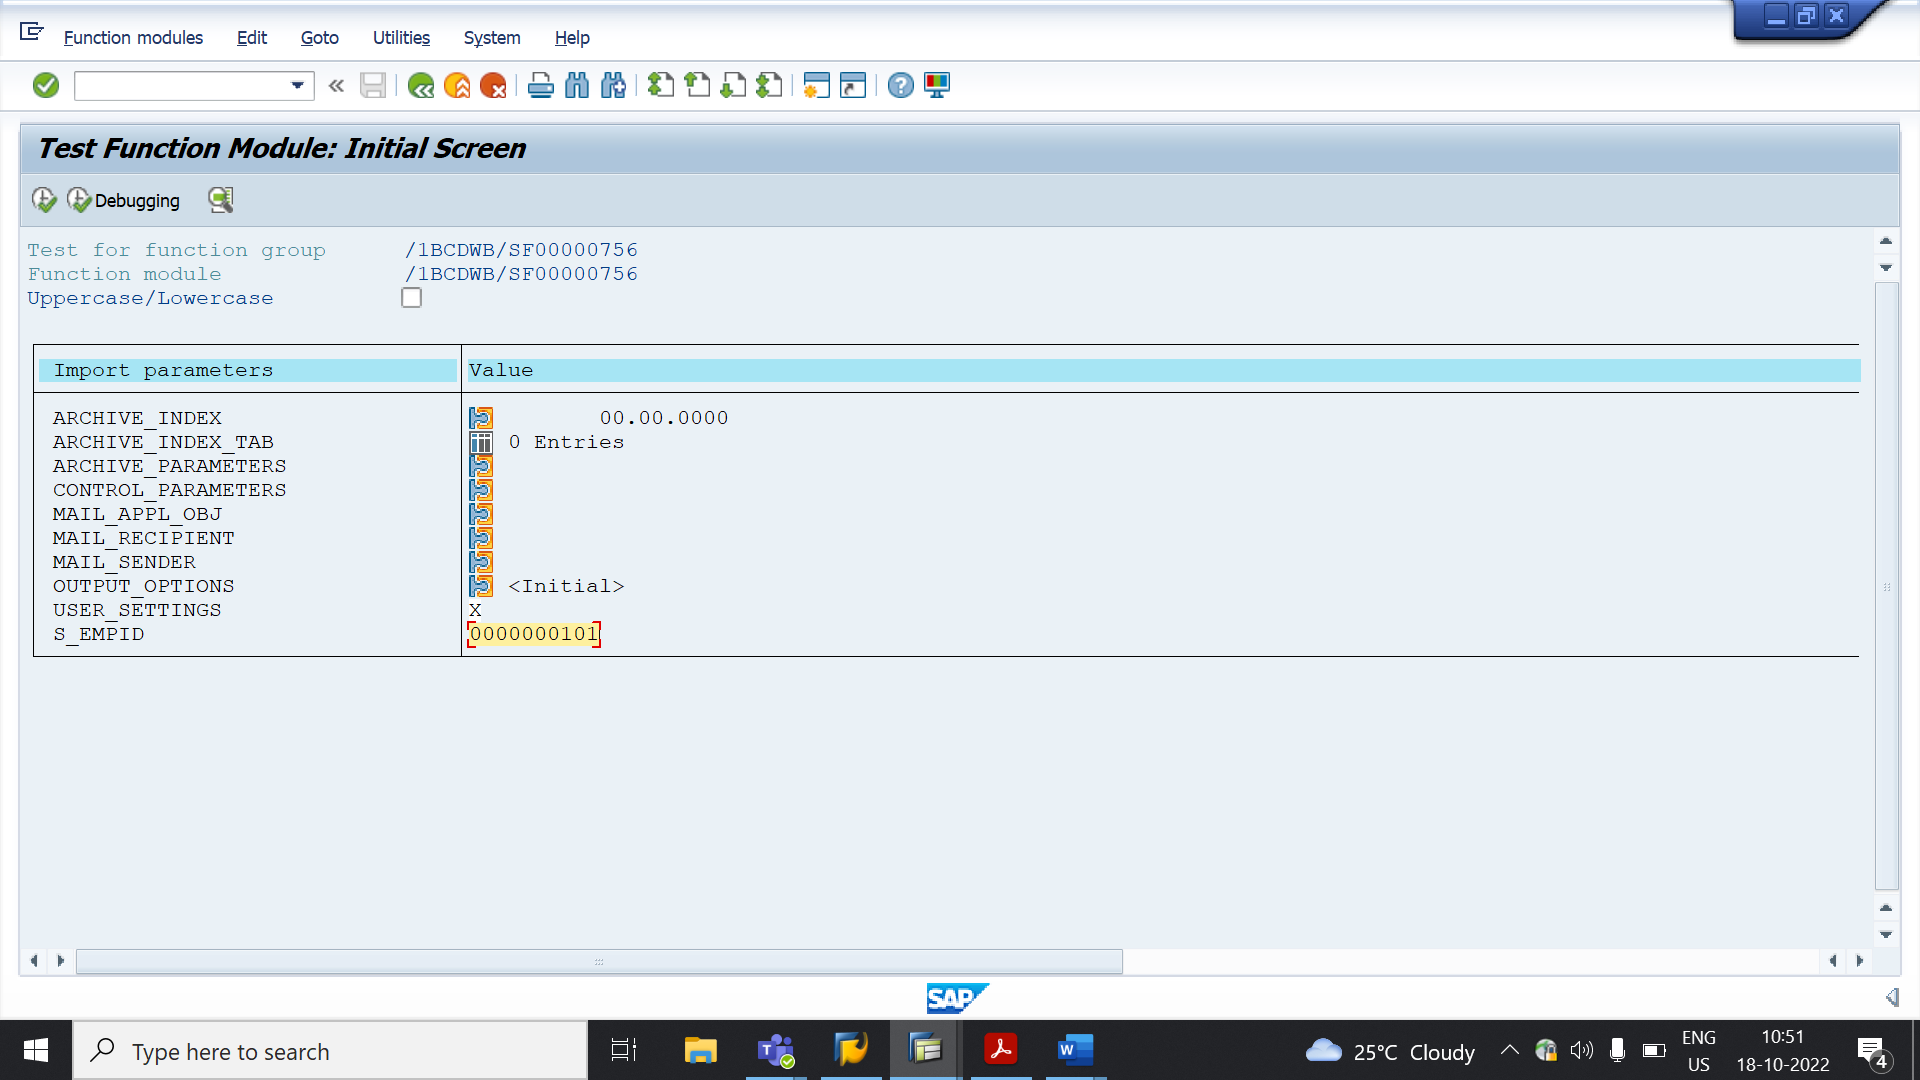 Function modules Edit Goto Utilities System Help
Test Function Module: Initial Screen
Debugging
Test for function group /1BCDWB/SF00000756
Function module /1BCDWB/SF00000756
Uppercase/Lowercase
Import parameters Value
ARCHIVE_INDEX 00.00.0000
ARCHIVE_INDEX_TAB 0 Entries
ARCHIVE_PARAMETERS
CONTROL_PARAMETERS
MAIL_APPL_OBJ
MAIL_RECIPIENT
MAIL_SENDER
OUTPUT_OPTIONS <Initial>
USER_SETTINGS X
S_EMPID 0000000101
SAP
Type here to search
25°C Cloudy
ENG
US
10:51
18-10-2022
4